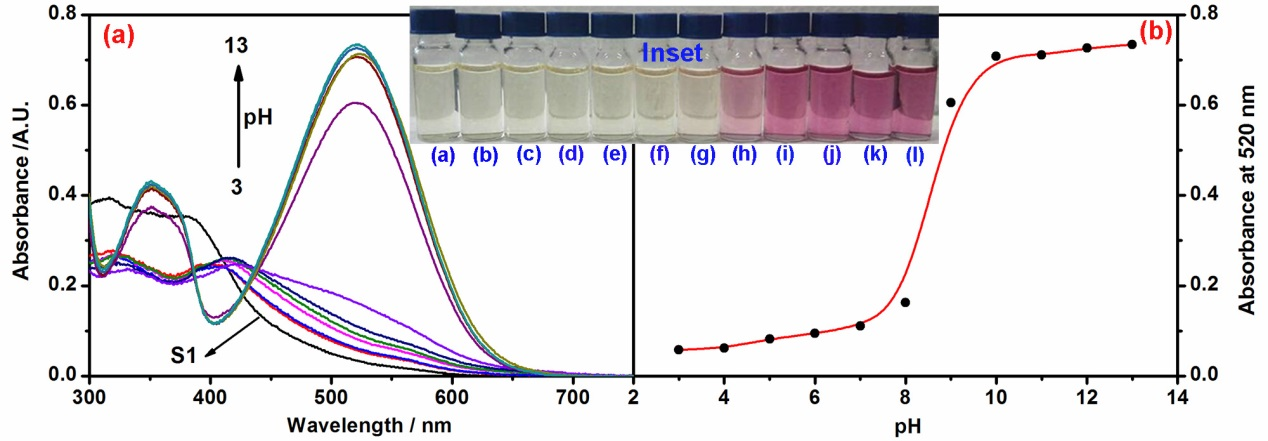 (a)
(b)
Inset
13
pH
3
S1
(a) (b) (c) (d) (e) (f) (g) (h) (i) (j) (k) (l)
Absorbance /A.U.
0.8
0.6
0.4
0.2
0.0
300 400 500 600 700
Wavelength / nm
2 4 6 8 10 12 14
pH
0.8
0.6
0.4
0.2
0.0
Absorbance at 520 nm